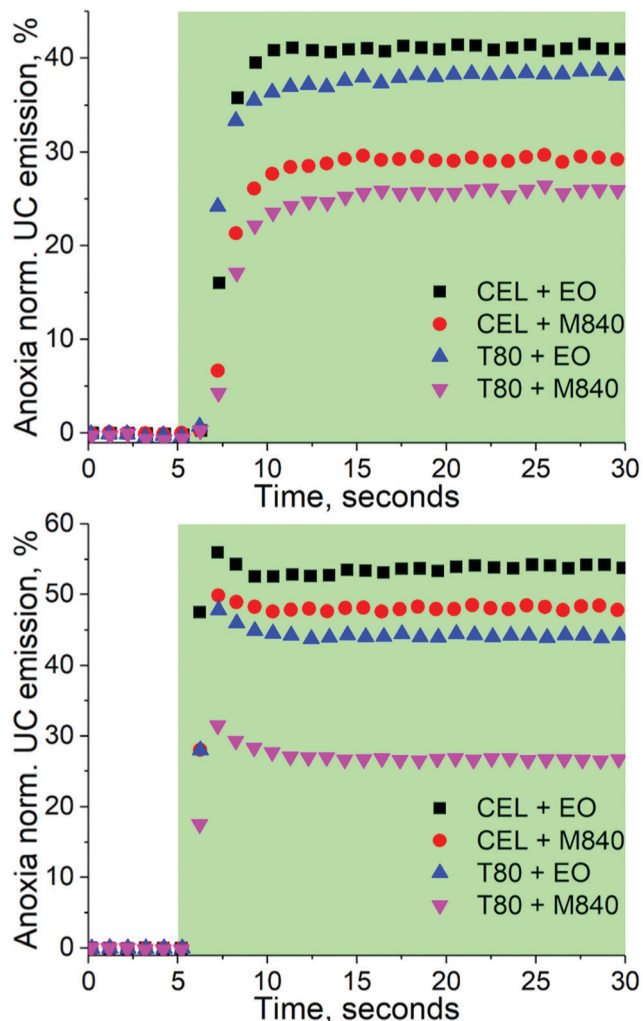 Anoxia norm. UC emission, %
40
30
20
10
0
CEL + EO
CEL + M840
T80 + EO
T80 + M840
0 5 10 15 20 25 30
Time, seconds
Anoxia norm. UC emission, %
60
50
40
30
20
10
0
CEL + EO
CEL + M840
T80 + EO
T80 + M840
0 5 10 15 20 25 30
Time, seconds